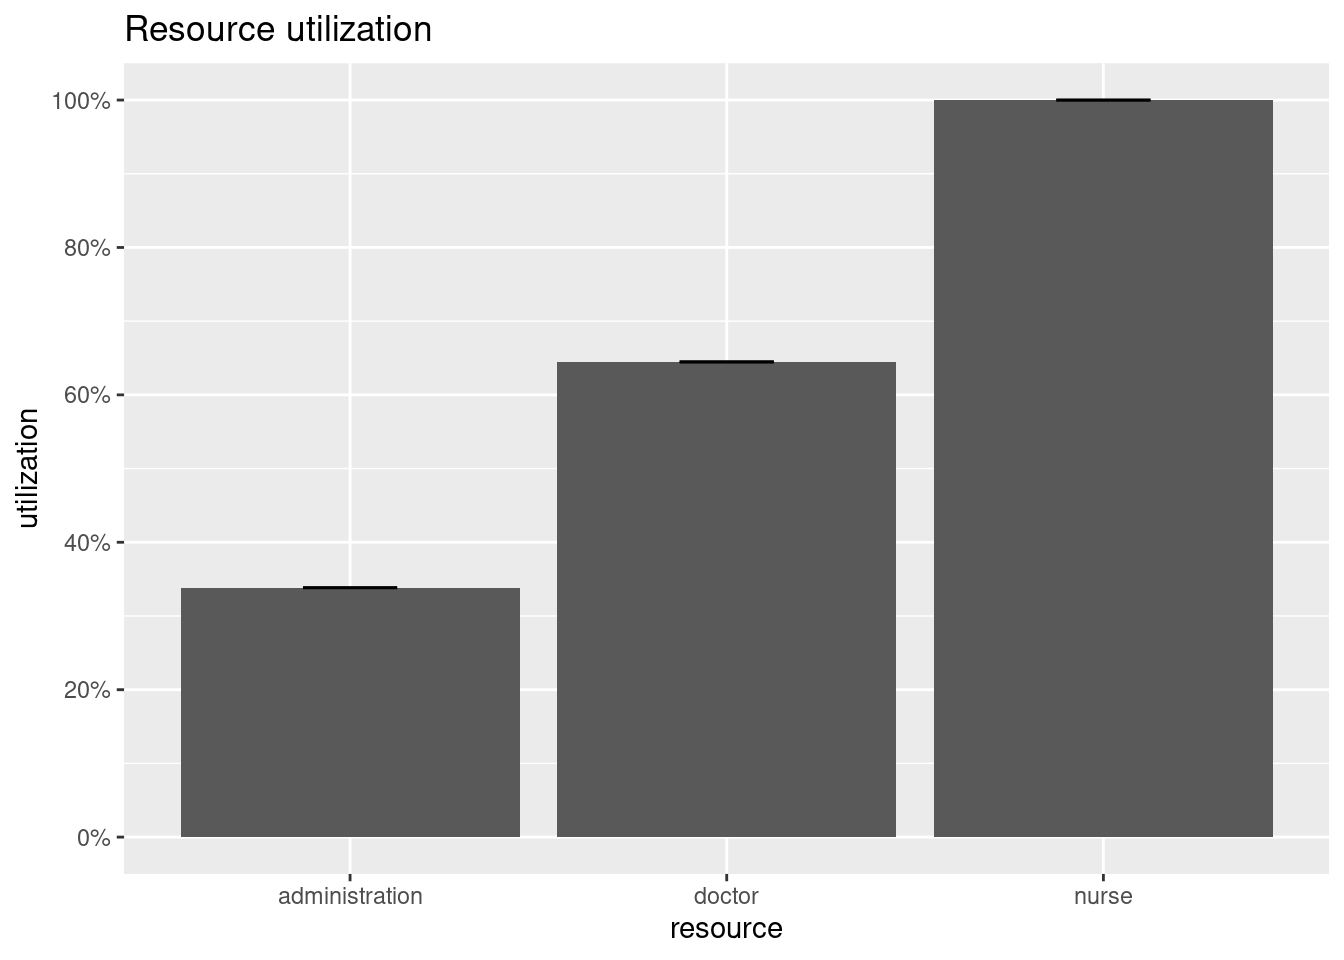 Resource utilization
utilization
100%
80%
60%
40%
20%
0%
administration doctor nurse
resource